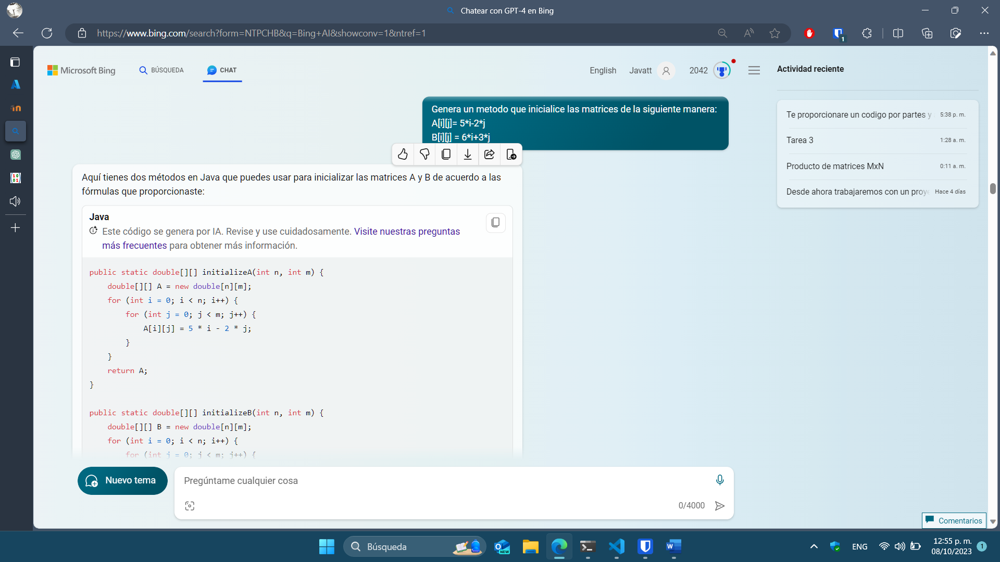 Chatear con GPT-4 en Bing
https://www.bing.com/search?form=NTPCHB&q=Bing+AI&showconv=1&ntref=1
1
Microsoft Bing
BÚSQUEDA
CHAT
English
Javatt
2042
Actividad reciente
Te proporcionare un codigo por partes y 5:38 p. m.
Tarea 3 1:28 a. m.
Producto de matrices MxN 0:11 a. m.
Desde ahora trabajaremos con un proye Hace 4 días
Genera un metodo que inicialice las matrices de la siguiente manera:
A[i][j]= 5*i-2*j
B[i][j] = 6*i+3*j
Aquí tienes dos métodos en Java que puedes usar para inicializar las matrices A y B de acuerdo a las
fórmulas que proporcionaste:
Java
Este código se genera por IA. Revise y use cuidadosamente. Visite nuestras preguntas
más frecuentes para obtener más información.
public static double[][] initializeA(int n, int m) {
    double[][] A = new double[n][m];
    for (int i = 0; i < n; i++) {
        for (int j = 0; j < m; j++) {
            A[i][j] = 5 * i - 2 * j;
        }
    }
    return A;
}
public static double[][] initializeB(int n, int m) {
    double[][] B = new double[n][m];
    for (int i = 0; i < n; i++) {
        for (int j = 0; j < m; j++) {
Nuevo tema
Pregúntame cualquier cosa
0/4000
Comentarios
Búsqueda
NEW
ENG
12:55 p. m.
08/10/2023
1